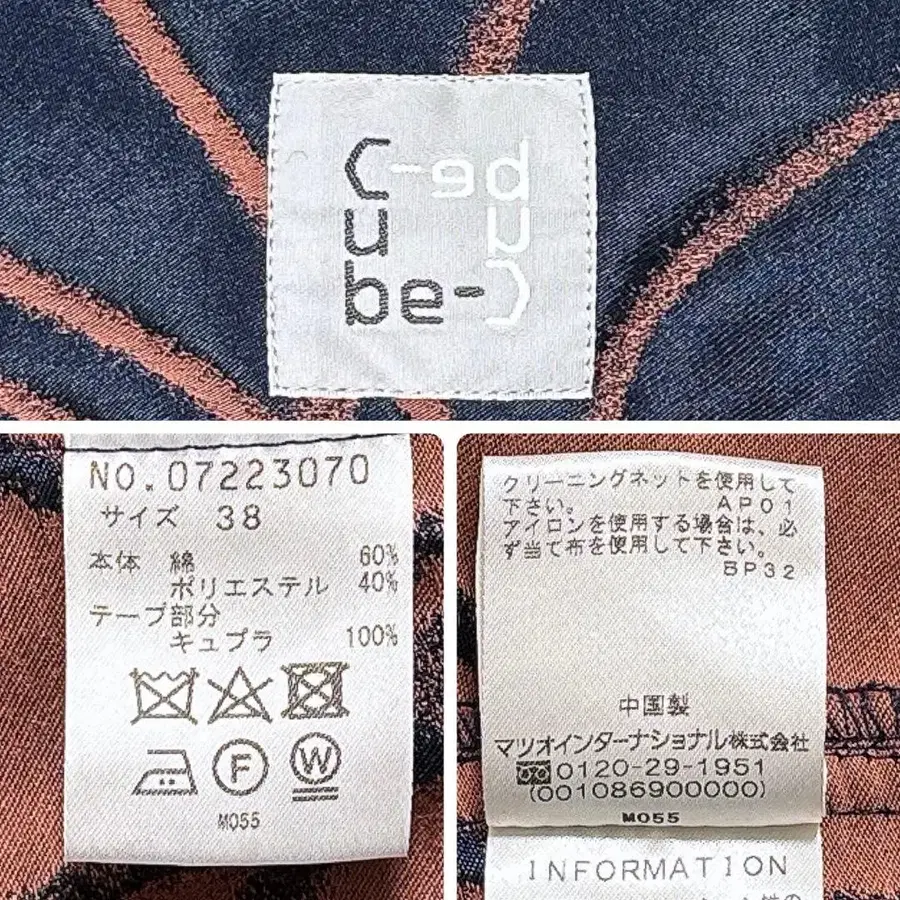 Cube-
Cube-
NO.07223070
サイズ 38
本体 綿 60%
ポリエステル 40%
テープ部分
キュプラ 100%
F
W
M055
クリーニングネットを使用して
下さい。 AP01
アイロンを使用する場合は、必
ず当て布を使用して下さい。
BP32
中国製
マツオインターナショナル株式会社
0120-29-1951
(001086900000)
M055
INFORMATION